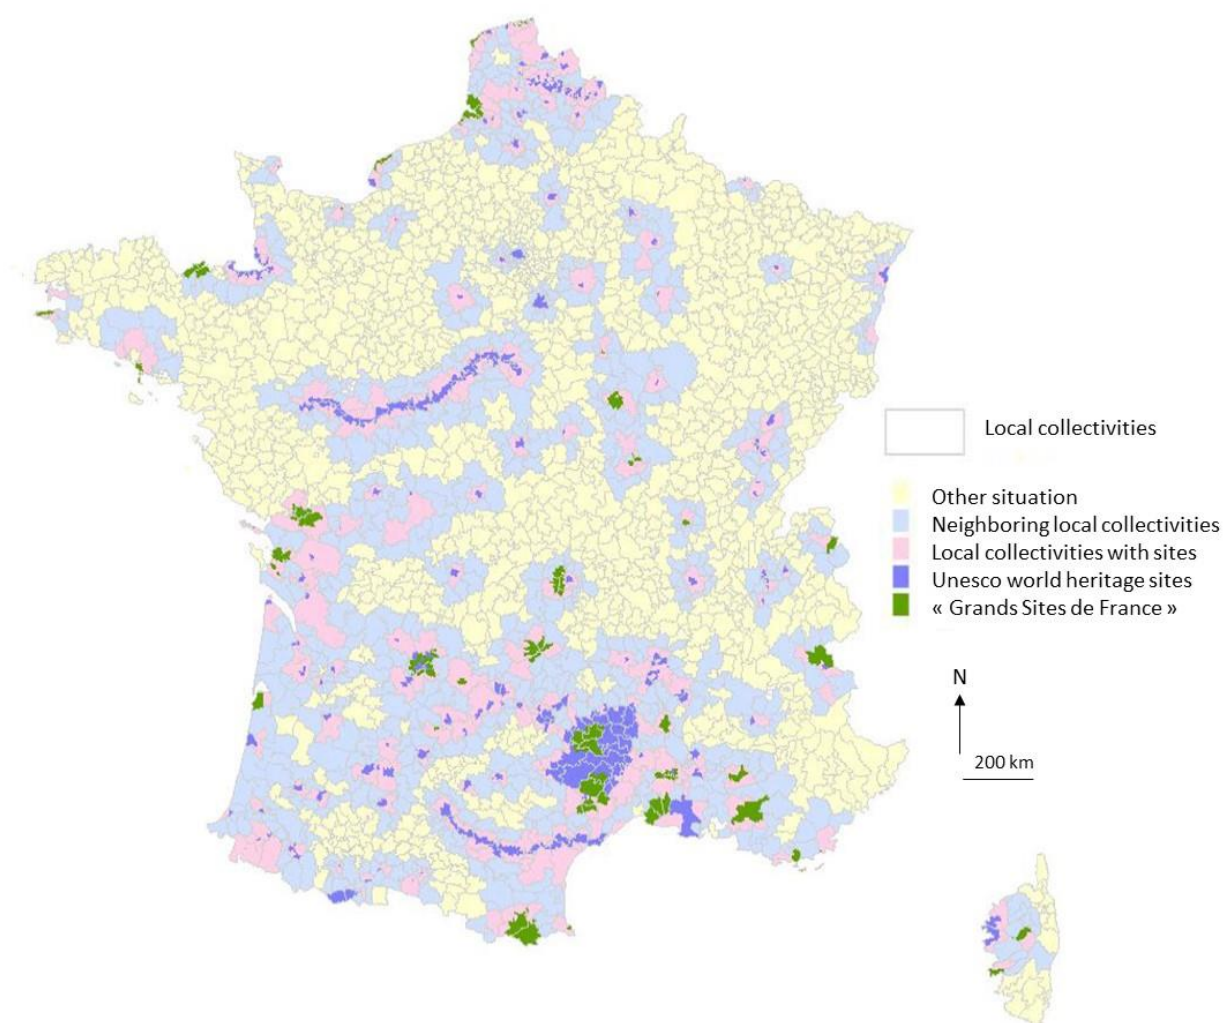 Local collectivities
Other situation
Neighboring local collectivities
Local collectivities with sites
Unesco world heritage sites
« Grands Sites de France »
N
200 km